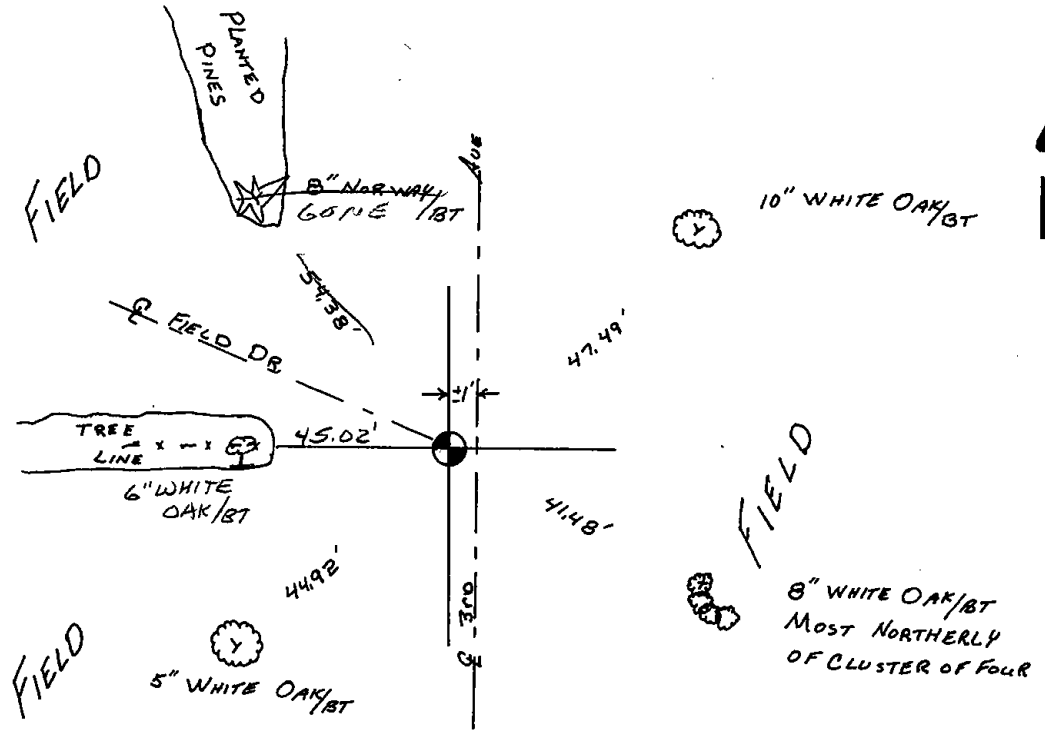 PLANTED
PINES
FIELD
8" NORWAY/BT
GONE
10" WHITE OAK/BT
54.38'
47.49'
℄ FIELD DR
±1'
AVE
TREE
LINE
45.02'
6" WHITE
OAK/BT
41.48'
FIELD
44.92'
℄ 3RD
8" WHITE OAK/BT
MOST NORTHERLY
OF CLUSTER OF FOUR
FIELD
5" WHITE OAK/BT